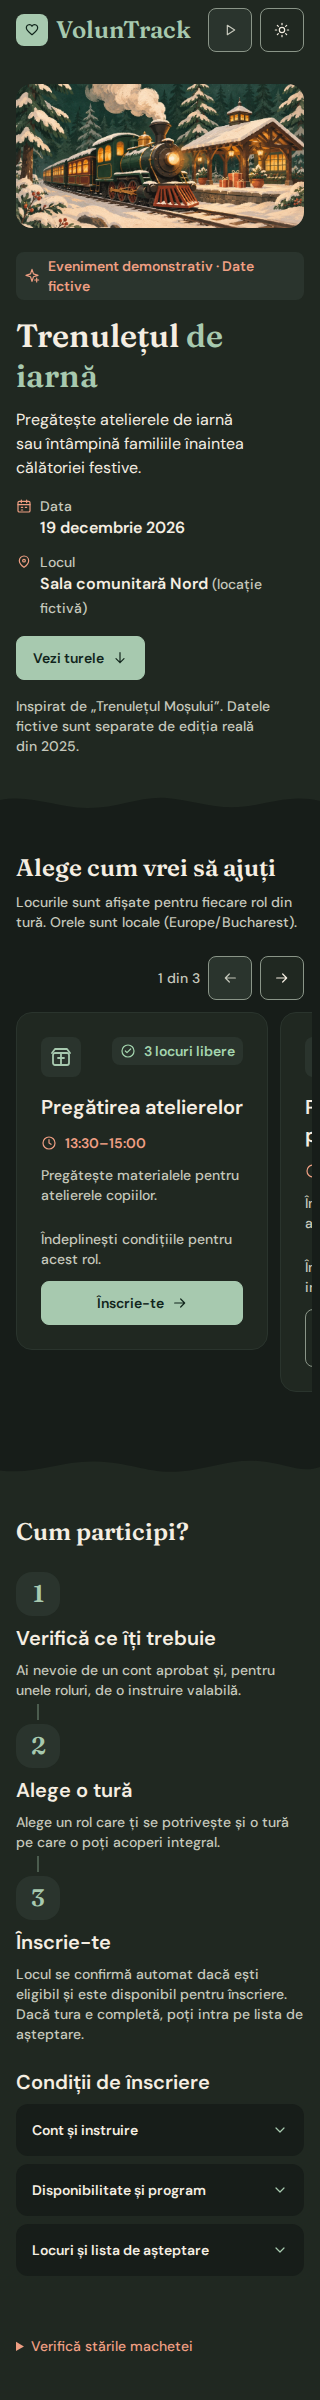 VolunTrack
Eveniment demonstrativ · Date
fictive
Trenulețul de
iarnă
Pregătește atelierele de iarnă
sau întâmpină familiile înaintea
călătoriei festive.
Data
19 decembrie 2026
Locul
Sala comunitară Nord (locație
fictivă)
Vezi turele
Inspirat de „Trenulețul Moșului”. Datele
fictive sunt separate de ediția reală
din 2025.
Alege cum vrei să ajuți
Locurile sunt afișate pentru fiecare rol din
tură. Orele sunt locale (Europe/Bucharest).
1 din 3
3 locuri libere
Pregătirea atelierelor
13:30–15:00
Pregătește materialele pentru
atelierele copiilor.
Îndeplinești condițiile pentru
acest rol.
Înscrie-te
Cum participi?
1
Verifică ce îți trebuie
Ai nevoie de un cont aprobat și, pentru
unele roluri, de o instruire valabilă.
2
Alege o tură
Alege un rol care ți se potrivește și o tură
pe care o poți acoperi integral.
3
Înscrie-te
Locul se confirmă automat dacă ești
eligibil și este disponibil pentru înscriere.
Dacă tura e completă, poți intra pe lista de
așteptare.
Condiții de înscriere
Cont și instruire
Disponibilitate și program
Locuri și lista de așteptare
Verifică stările machetei